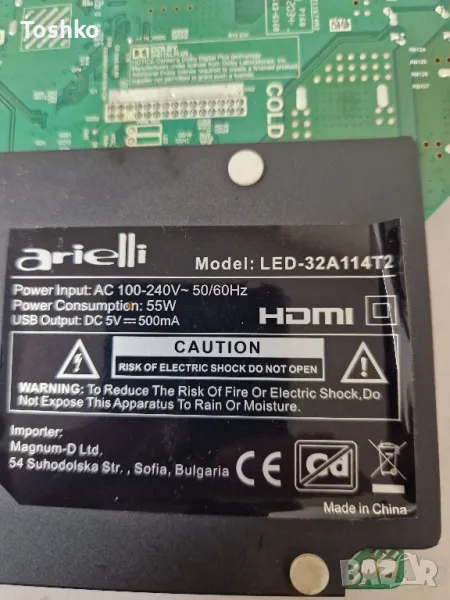 Toshko
COLD
arielli
Model: LED-32A114T2
Power Input: AC 100-240V~ 50/60Hz
Power Consumption: 55W
USB Output: DC 5V⎓500mA
HDMI
CAUTION
RISK OF ELECTRIC SHOCK DO NOT OPEN
WARNING: To Reduce The Risk Of Fire Or Electric Shock,Do
Not Expose This Apparatus To Rain Or Moisture.
Importer:
Magnum-D Ltd.
54 Suhodolska Str. , Sofia, Bulgaria
CE
Pb
Made in China
BAZAR